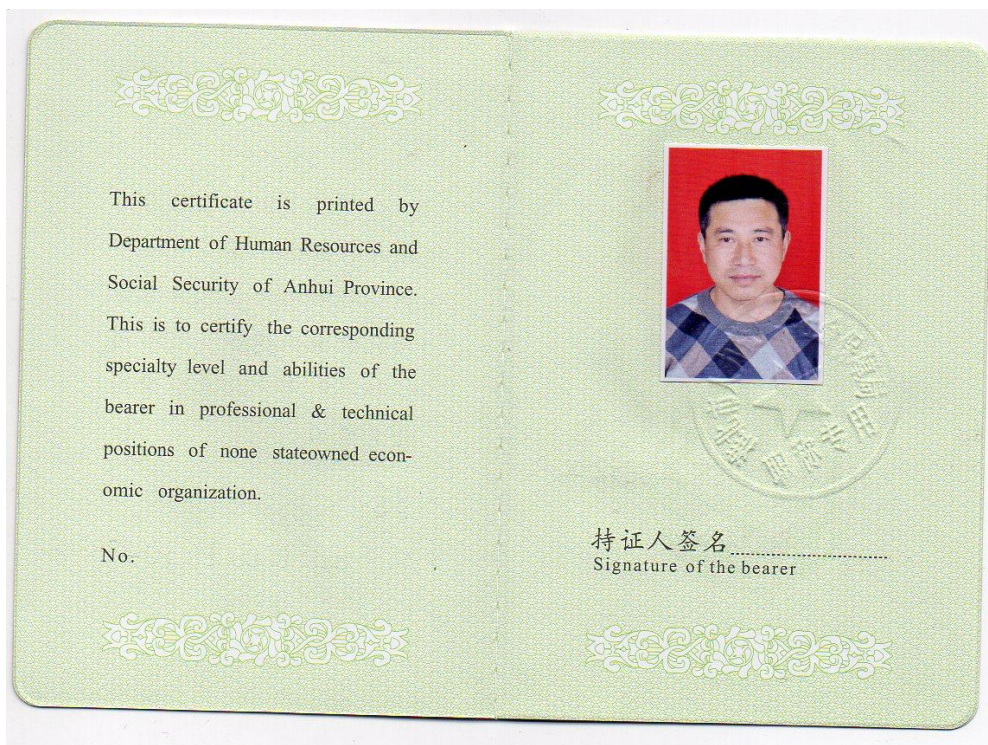 This certificate is printed by
Department of Human Resources and
Social Security of Anhui Province.
This is to certify the corresponding
specialty level and abilities of the
bearer in professional & technical
positions of none stateowned econ-
omic organization.
No.
持证人签名
Signature of the bearer